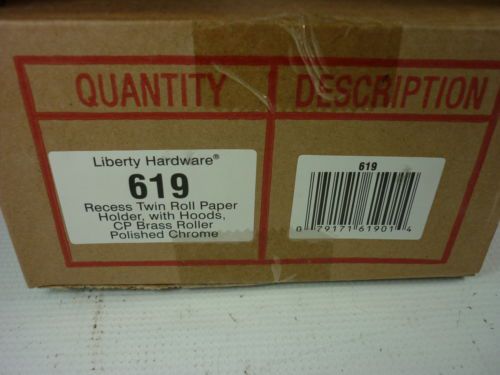 QUANTITY
DESCRIPTION
Liberty Hardware®
619
Recess Twin Roll Paper
Holder, with Hoods,
CP Brass Roller
Polished Chrome
619
0 79171 61901 4